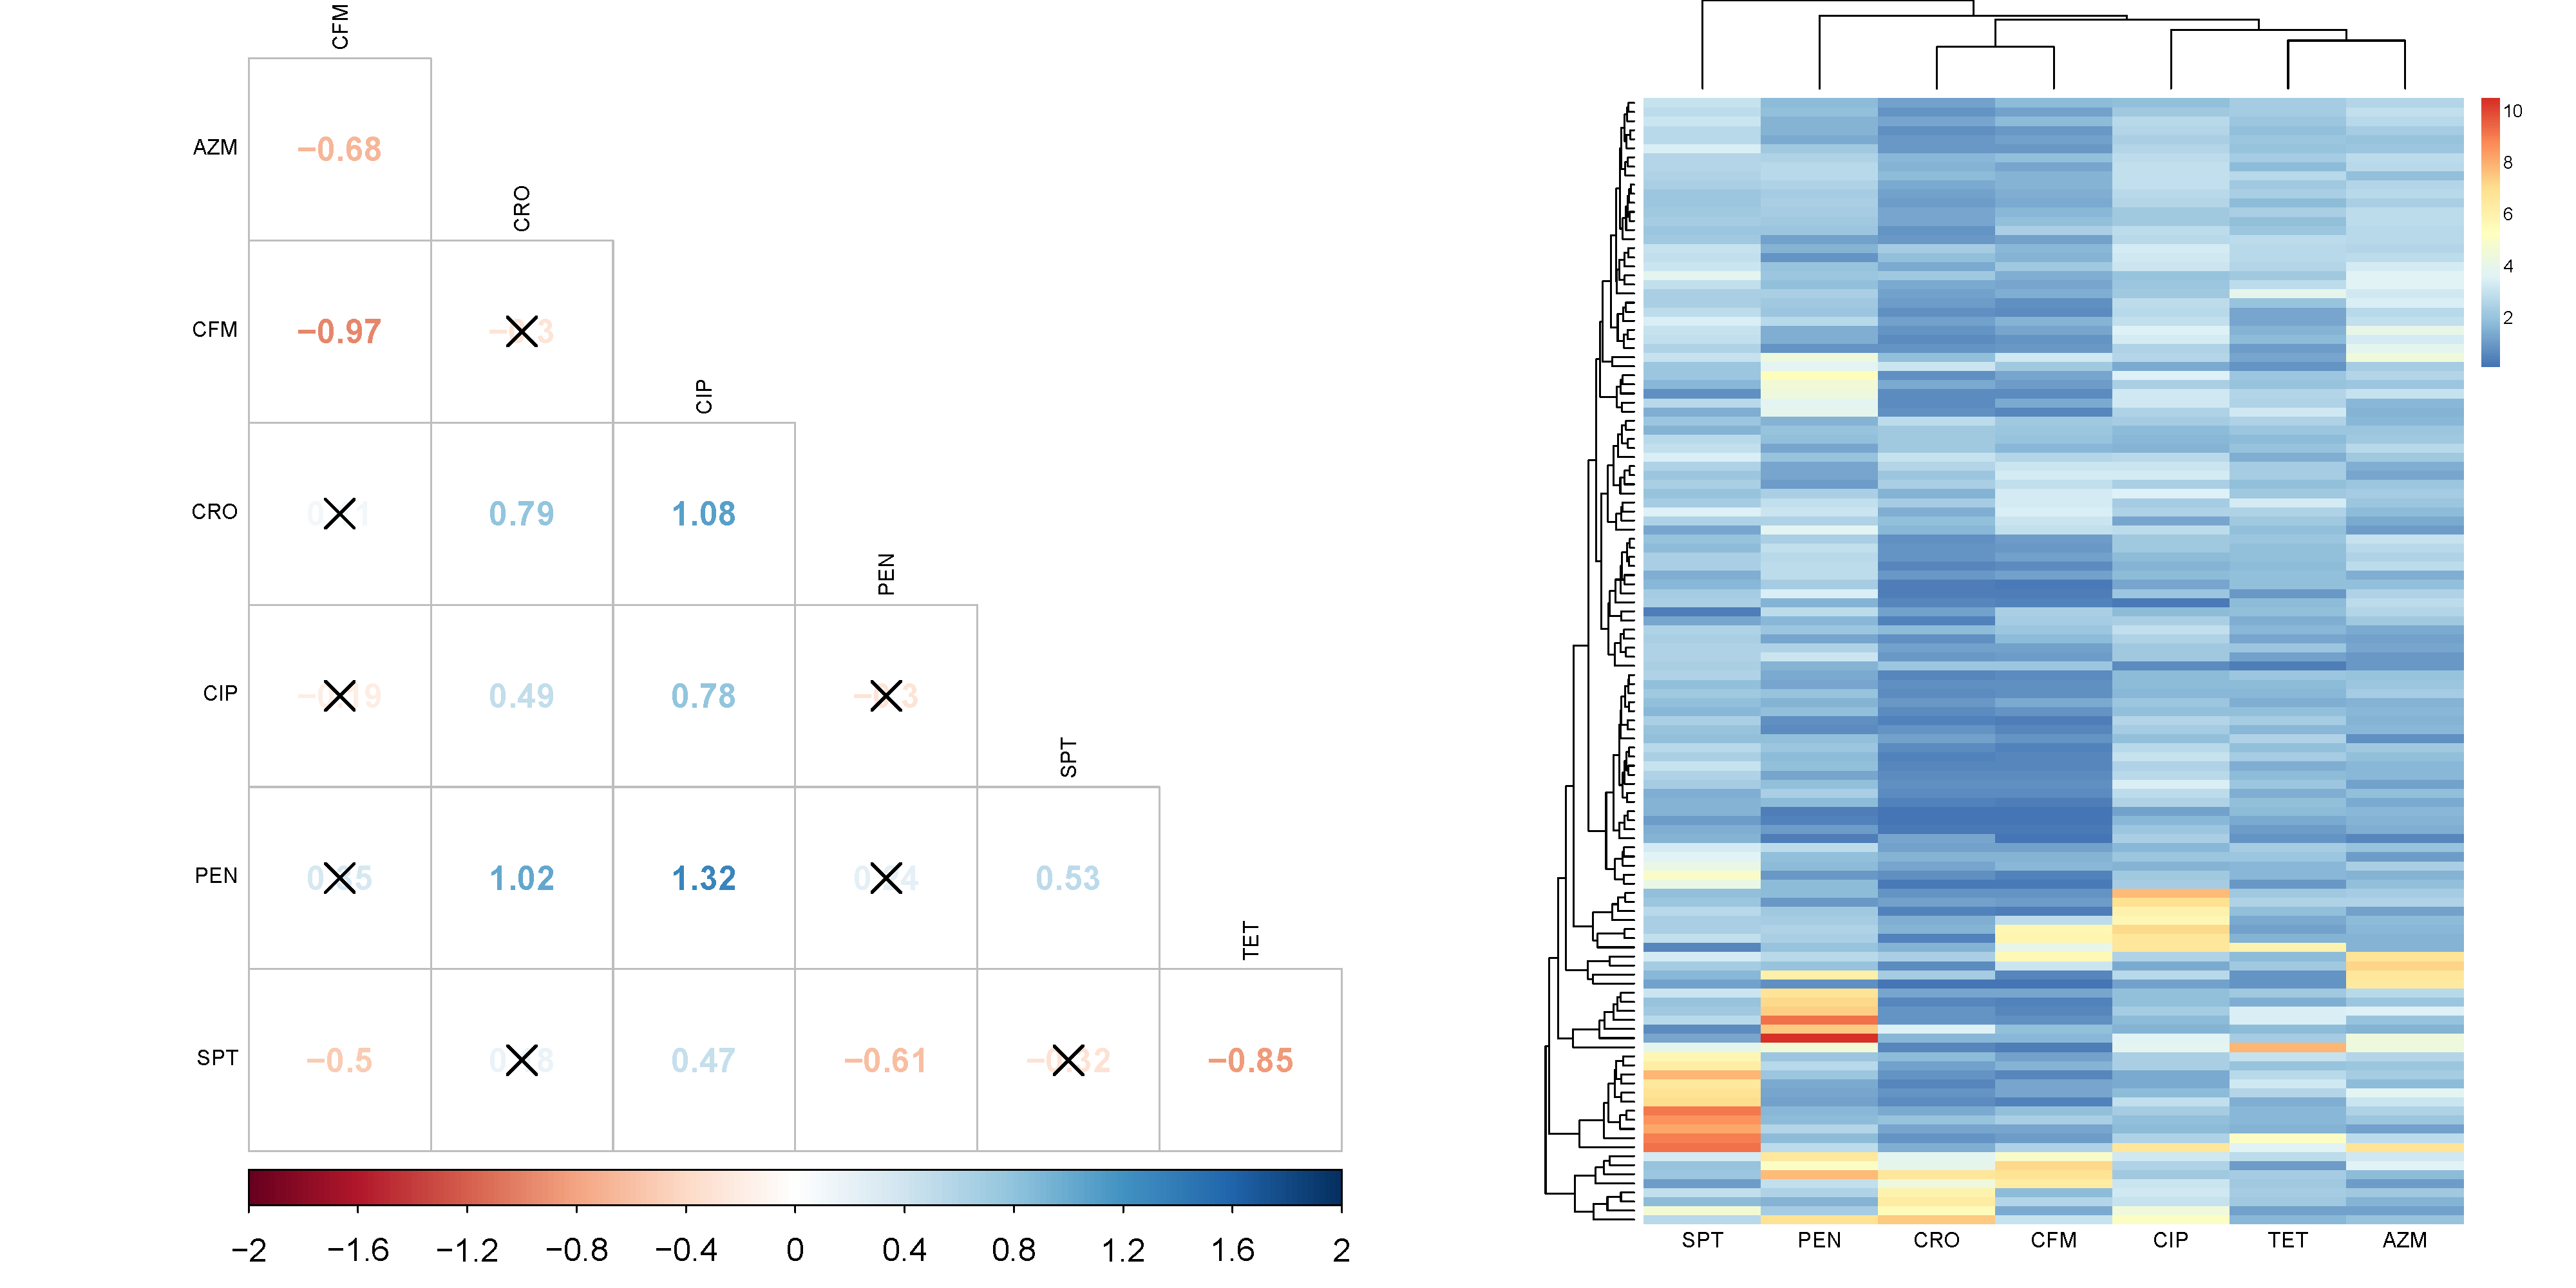 CFM
AZM −0.68
CRO
CFM −0.97
CIP
CRO 0.79 1.08
PEN
CIP 0.49 0.78
SPT
PEN 1.02 1.32 0.53
TET
SPT −0.5 0.47 −0.61 −0.85
−2 −1.6 −1.2 −0.8 −0.4 0 0.4 0.8 1.2 1.6 2
10
8
6
4
2
SPT PEN CRO CFM CIP TET AZM